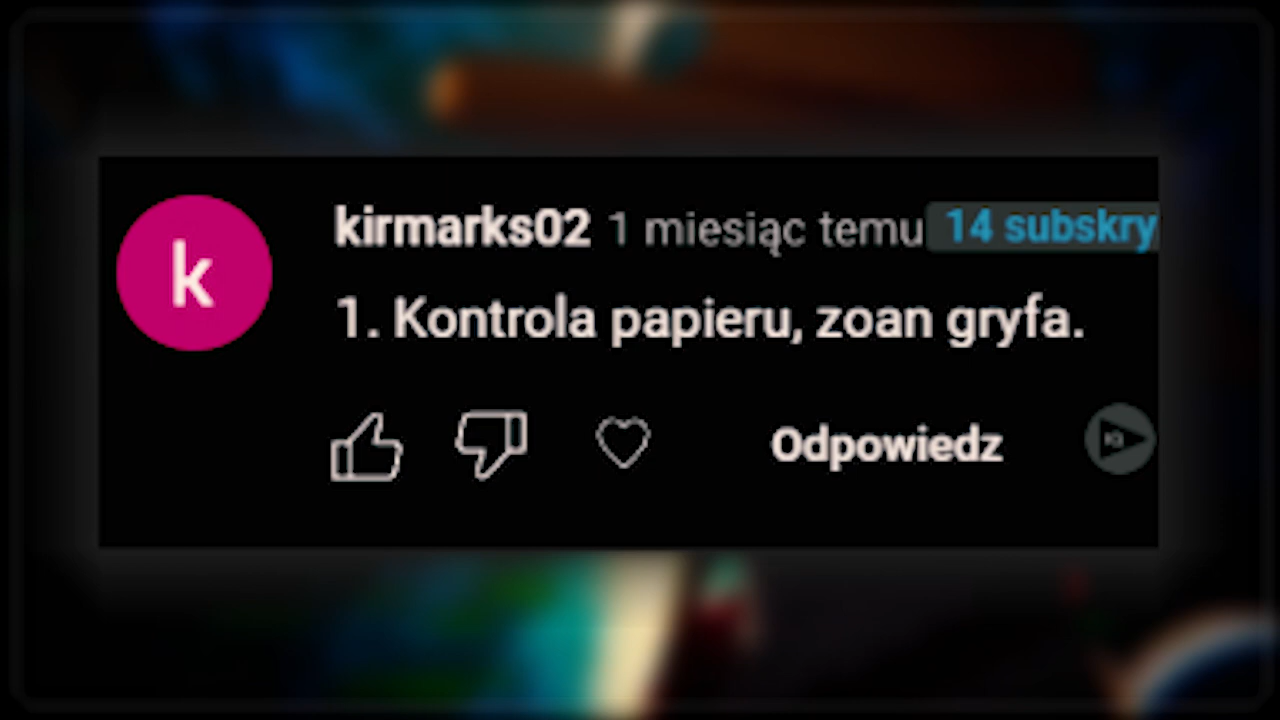 k
kirmarks02 1 miesiąc temu 14 subskry
1. Kontrola papieru, zoan gryfa.
Odpowiedz